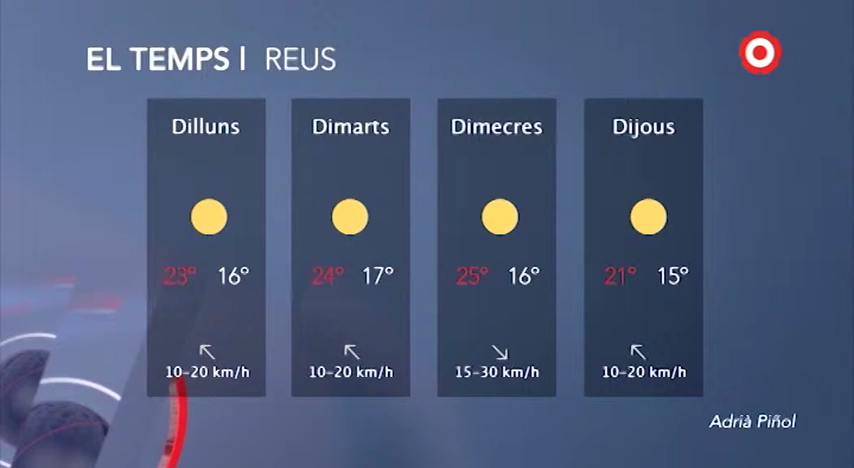 EL TEMPS | REUS
Dilluns
23° 16°
10-20 km/h
Dimarts
24° 17°
10-20 km/h
Dimecres
25° 16°
15-30 km/h
Dijous
21° 15°
10-20 km/h
Adrià Piñol